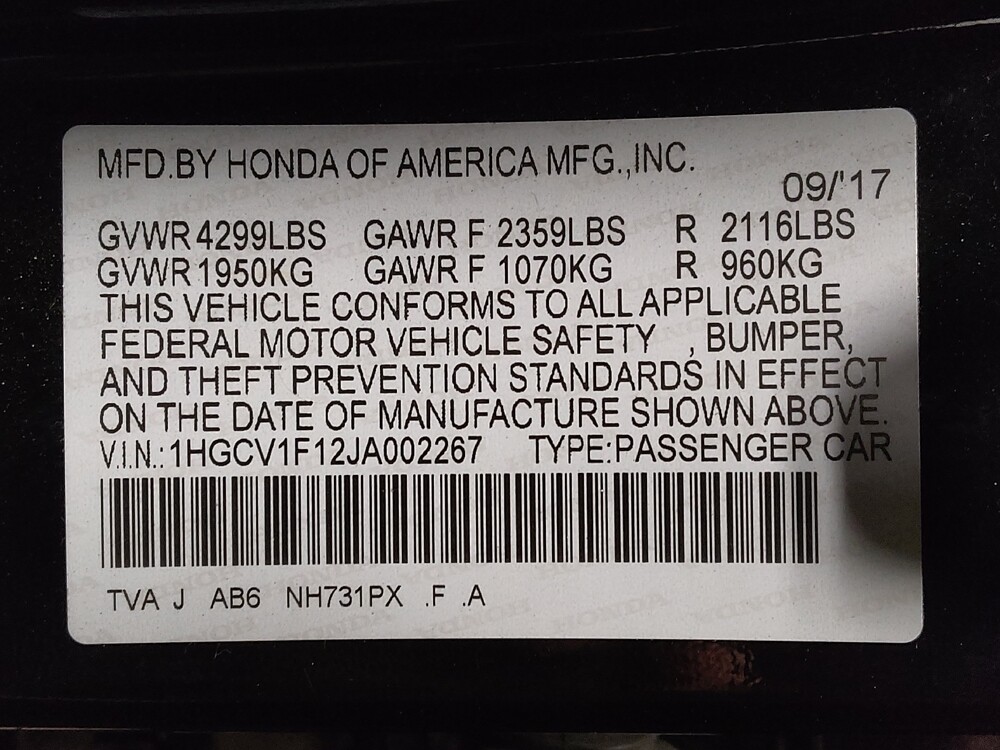 MFD.BY HONDA OF AMERICA MFG.,INC.
09/'17
GVWR 4299LBS GAWR F 2359LBS R 2116LBS
GVWR 1950KG GAWR F 1070KG R 960KG
THIS VEHICLE CONFORMS TO ALL APPLICABLE
FEDERAL MOTOR VEHICLE SAFETY , BUMPER,
AND THEFT PREVENTION STANDARDS IN EFFECT
ON THE DATE OF MANUFACTURE SHOWN ABOVE.
V.I.N.: 1HGCV1F12JA002267 TYPE:PASSENGER CAR
TVA J AB6 NH731PX .F .A